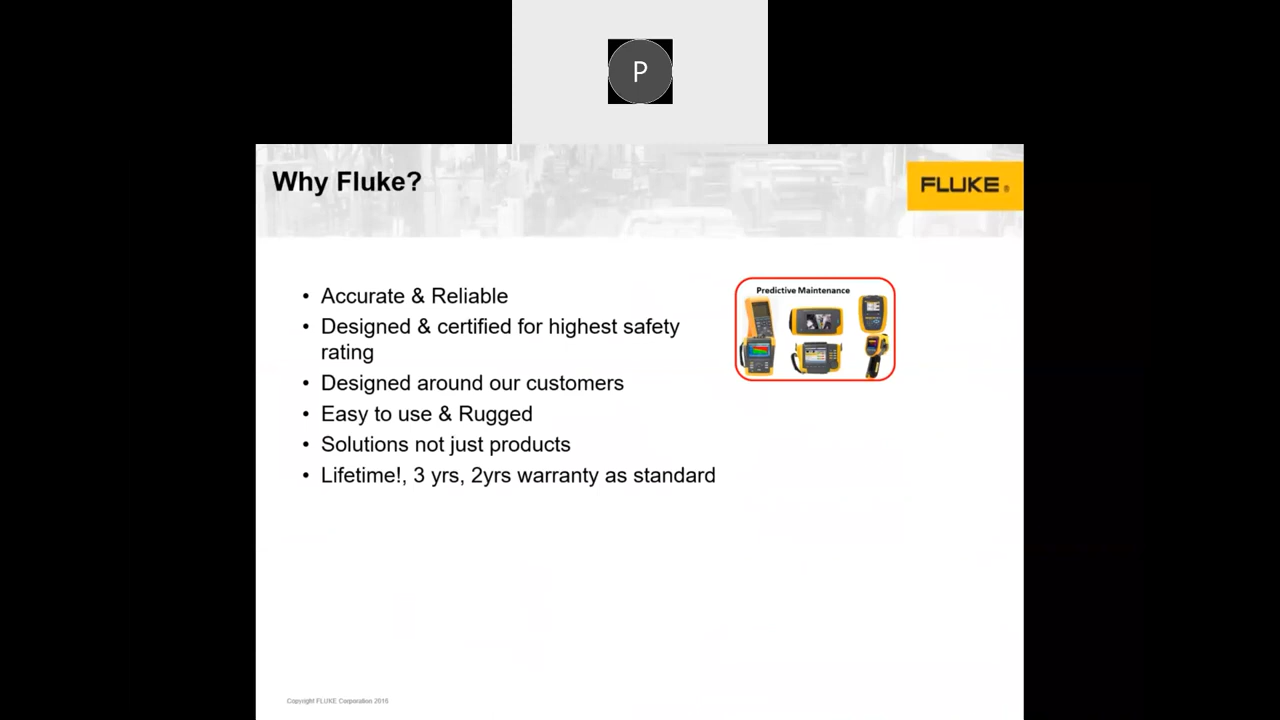 P
Why Fluke?
FLUKE ®
• Accurate & Reliable
• Designed & certified for highest safety
rating
• Designed around our customers
• Easy to use & Rugged
• Solutions not just products
• Lifetime!, 3 yrs, 2yrs warranty as standard
Predictive Maintenance
Copyright FLUKE Corporation 2016